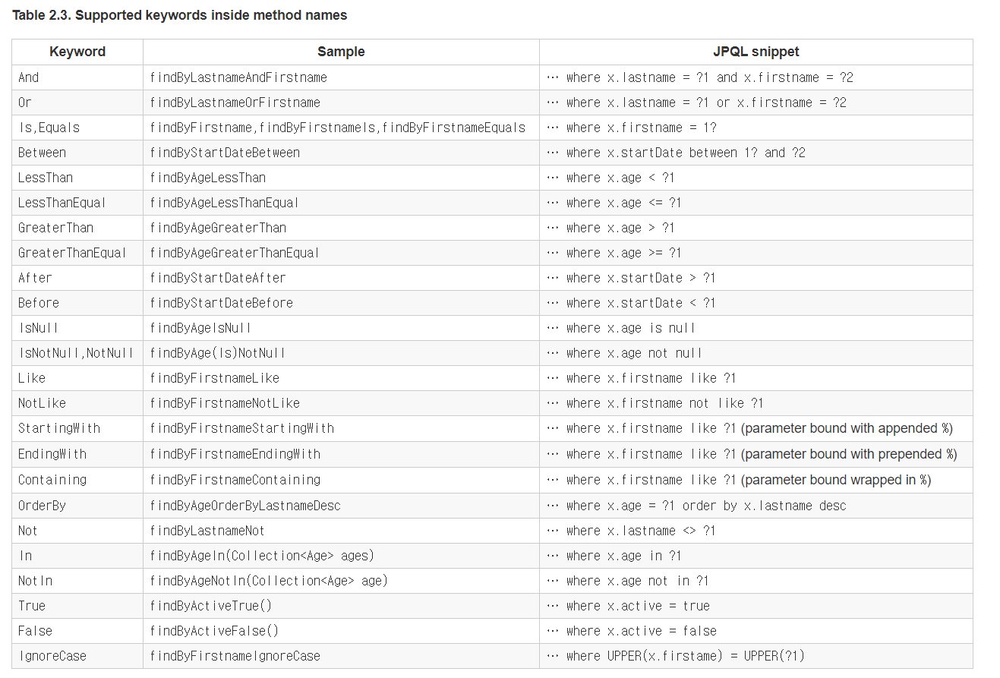 Table 2.3. Supported keywords inside method names
Keyword Sample JPQL snippet
And findByLastnameAndFirstname … where x.lastname = ?1 and x.firstname = ?2
Or findByLastnameOrFirstname … where x.lastname = ?1 or x.firstname = ?2
Is,Equals findByFirstname,findByFirstnameIs,findByFirstnameEquals … where x.firstname = 1?
Between findByStartDateBetween … where x.startDate between 1? and ?2
LessThan findByAgeLessThan … where x.age < ?1
LessThanEqual findByAgeLessThanEqual … where x.age <= ?1
GreaterThan findByAgeGreaterThan … where x.age > ?1
GreaterThanEqual findByAgeGreaterThanEqual … where x.age >= ?1
After findByStartDateAfter … where x.startDate > ?1
Before findByStartDateBefore … where x.startDate < ?1
IsNull findByAgeIsNull … where x.age is null
IsNotNull,NotNull findByAge(Is)NotNull … where x.age not null
Like findByFirstnameLike … where x.firstname like ?1
NotLike findByFirstnameNotLike … where x.firstname not like ?1
StartingWith findByFirstnameStartingWith … where x.firstname like ?1 (parameter bound with appended %)
EndingWith findByFirstnameEndingWith … where x.firstname like ?1 (parameter bound with prepended %)
Containing findByFirstnameContaining … where x.firstname like ?1 (parameter bound wrapped in %)
OrderBy findByAgeOrderByLastnameDesc … where x.age = ?1 order by x.lastname desc
Not findByLastnameNot … where x.lastname <> ?1
In findByAgeIn(Collection<Age> ages) … where x.age in ?1
NotIn findByAgeNotIn(Collection<Age> age) … where x.age not in ?1
True findByActiveTrue() … where x.active = true
False findByActiveFalse() … where x.active = false
IgnoreCase findByFirstnameIgnoreCase … where UPPER(x.firstame) = UPPER(?1)